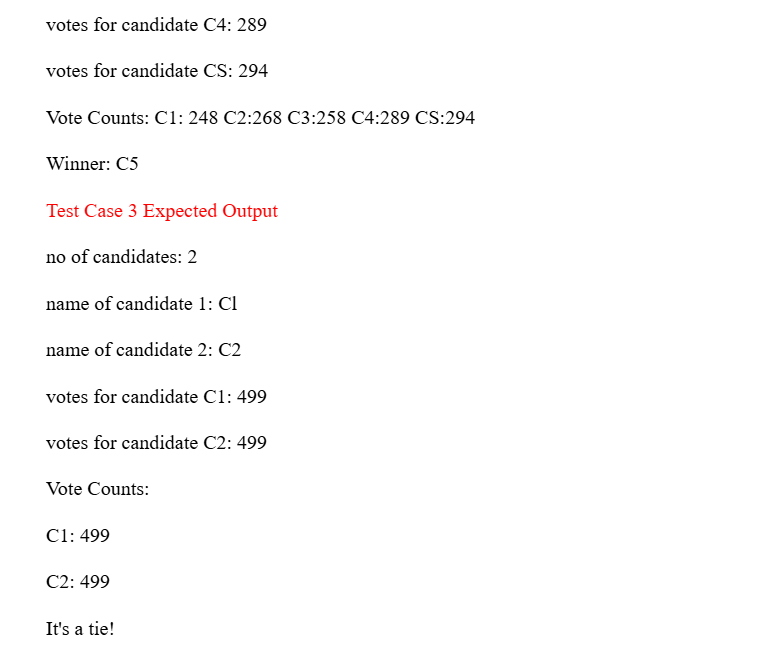 votes for candidate C4: 289
votes for candidate CS: 294
Vote Counts: C1: 248 C2:268 C3:258 C4:289 CS:294
Winner: C5
Test Case 3 Expected Output
no of candidates: 2
name of candidate 1: Cl
name of candidate 2: C2
votes for candidate C1: 499
votes for candidate C2: 499
Vote Counts:
C1: 499
C2: 499
It's a tie!